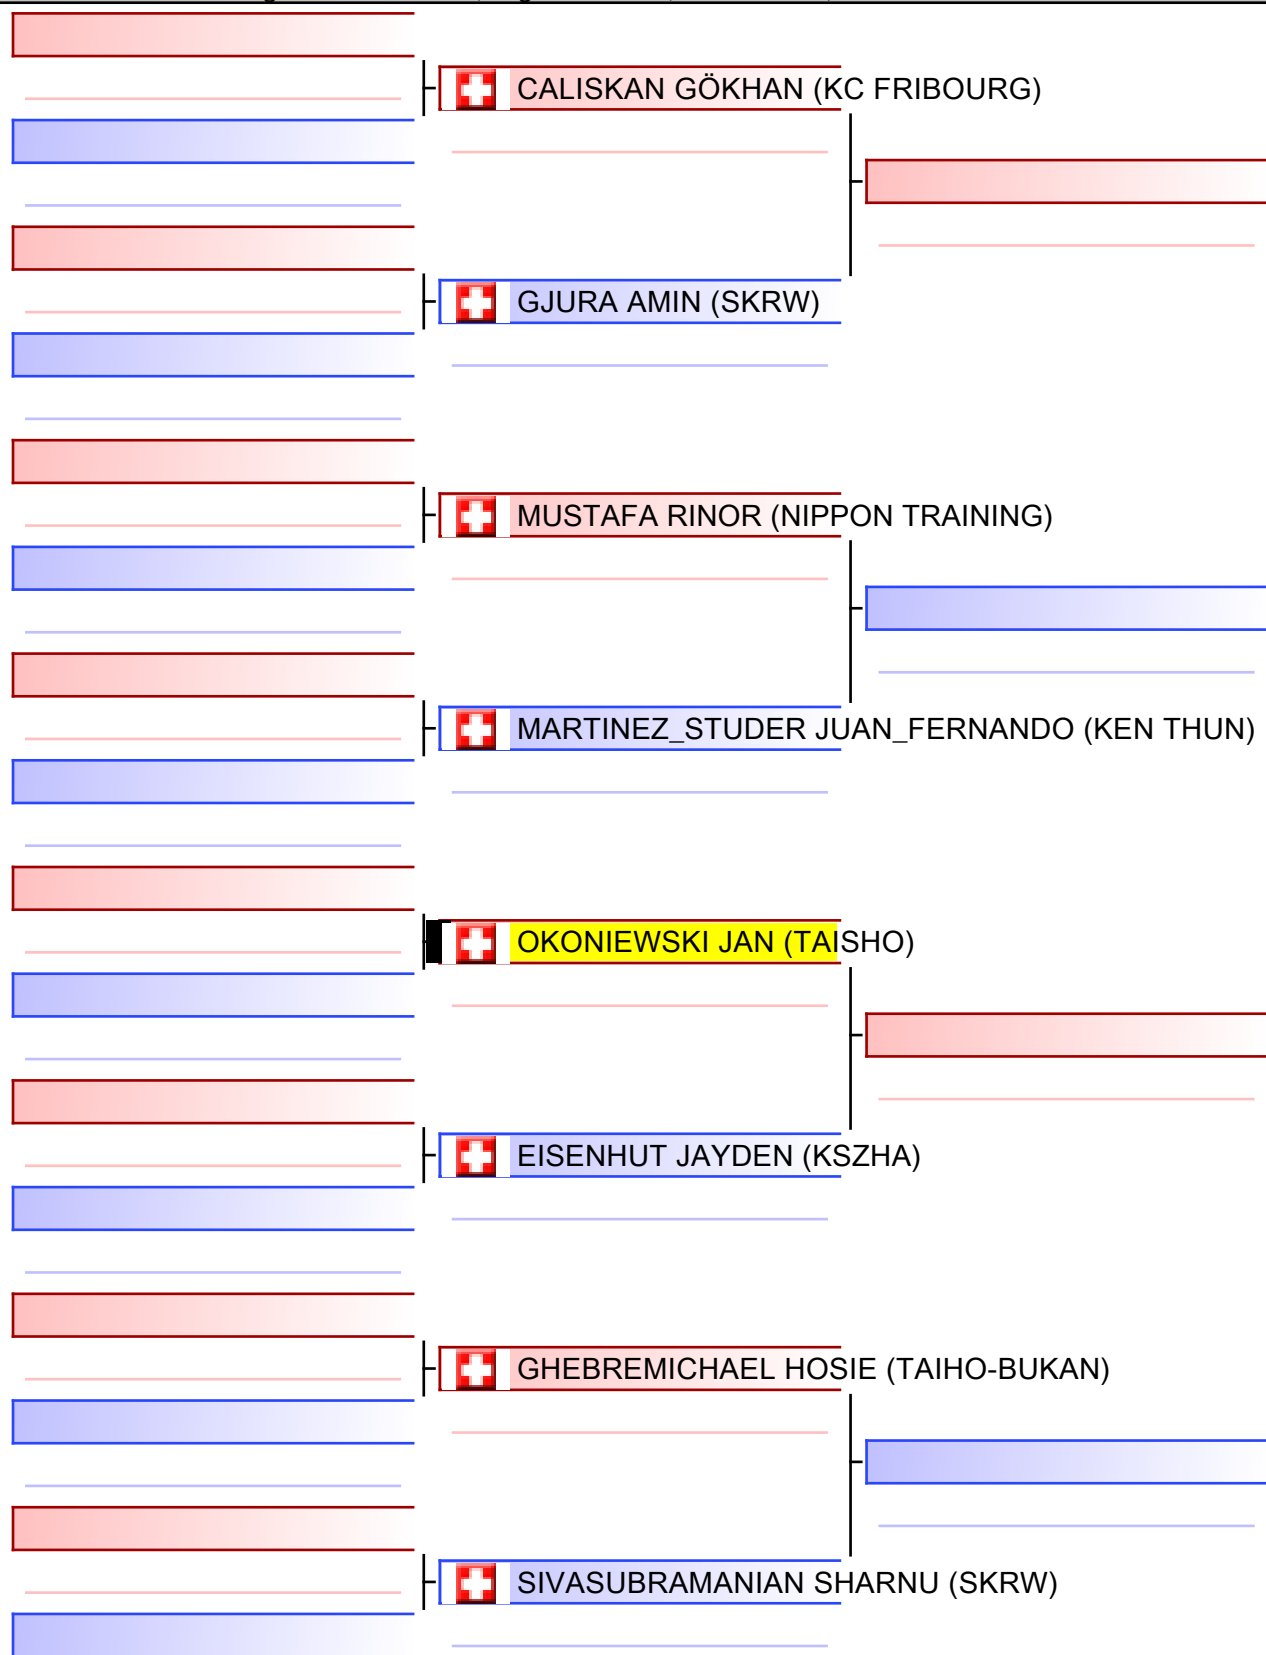 CALISKAN GÖKHAN (KC FRIBOURG)
GJURA AMIN (SKRW)
MUSTAFA RINOR (NIPPON TRAINING)
MARTINEZ_STUDER JUAN_FERNANDO (KEN THUN)
OKONIEWSKI JAN (TAISHO)
EISENHUT JAYDEN (KSZHA)
GHEBREMICHAEL HOSIE (TAIHO-BUKAN)
SIVASUBRAMANIAN SHARNU (SKRW)